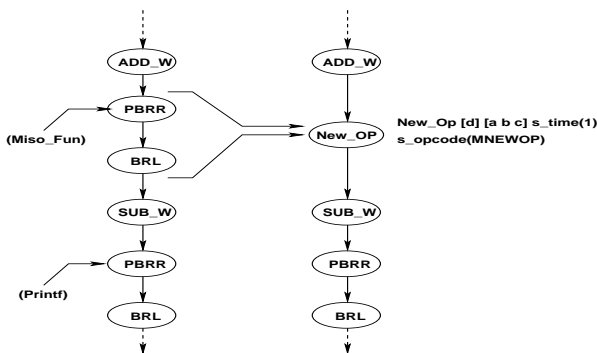 ADD_W
ADD_W
PBRR
New_Op [d] [a b c] s_time(1)
(Miso_Fun)
New_OP
s_opcode(MNEWOP)
BRL
SUB_W
SUB_W
PBRR
PBRR
(Printf)
BRL
BRL